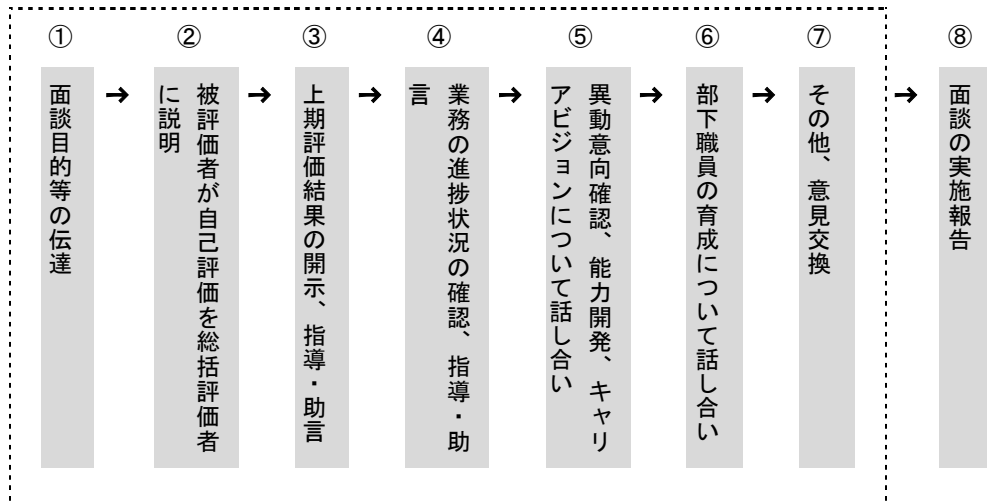 ①
面談目的等の伝達
→
②
被評価者が自己評価を総括評価者
に説明
→
③
上期評価結果の開示、指導・助言
→
④
業務の進捗状況の確認、指導・助
言
→
⑤
異動意向確認、能力開発、キャリ
アビジョンについて話し合い
→
⑥
部下職員の育成について話し合い
→
⑦
その他、意見交換
→
⑧
面談の実施報告